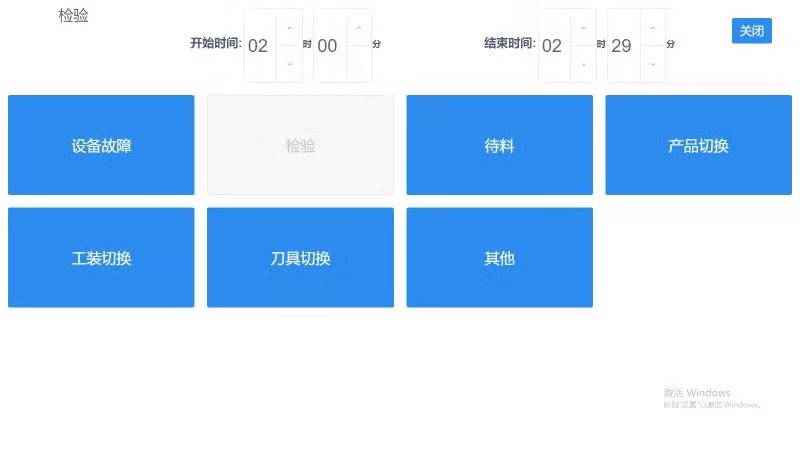 检验
开始时间: 02 时 00 分
结束时间: 02 时 29 分
关闭
设备故障
检验
待料
产品切换
工装切换
刀具切换
其他
激活 Windows
转到"设置"以激活 Windows。